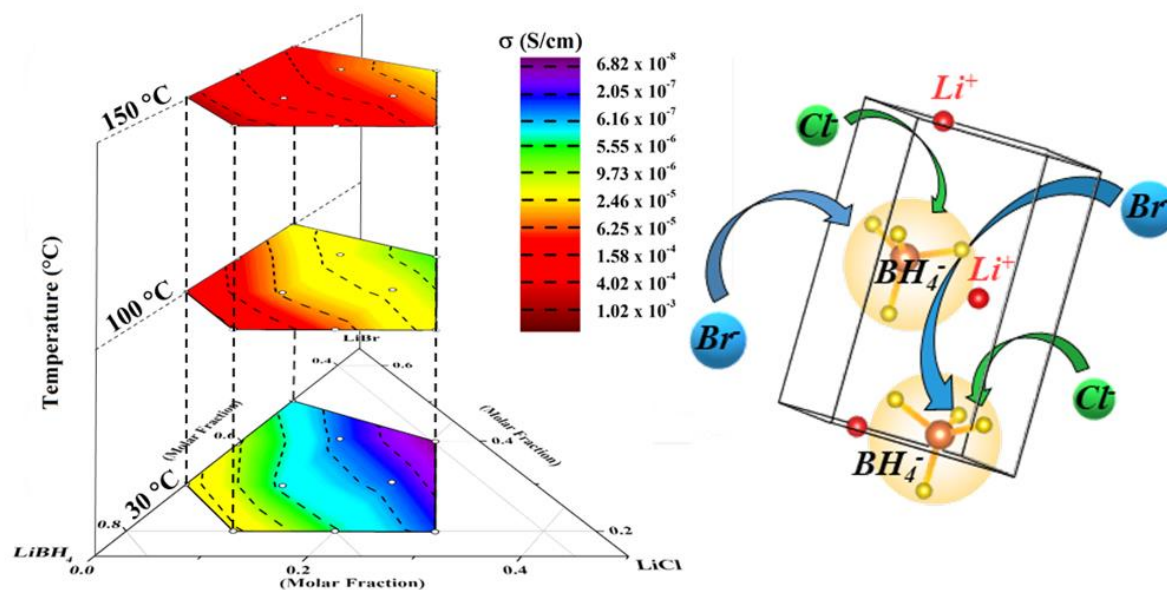 σ (S/cm)
6.82 x 10⁻⁸
2.05 x 10⁻⁷
6.16 x 10⁻⁷
5.55 x 10⁻⁶
9.73 x 10⁻⁶
2.46 x 10⁻⁵
6.25 x 10⁻⁵
1.58 x 10⁻⁴
4.02 x 10⁻⁴
1.02 x 10⁻³
150 °C
100 °C
30 °C
Temperature (°C)
LiBr
0.4
0.6
(Molar Fraction)
0.6
(Molar Fraction)
0.4
0.8
0.2
LiBH₄
0.0
0.2
0.4
LiCl
(Molar Fraction)
Li⁺
Cl⁻
Br⁻
BH₄⁻
Li⁺
Br⁻
Cl⁻
BH₄⁻